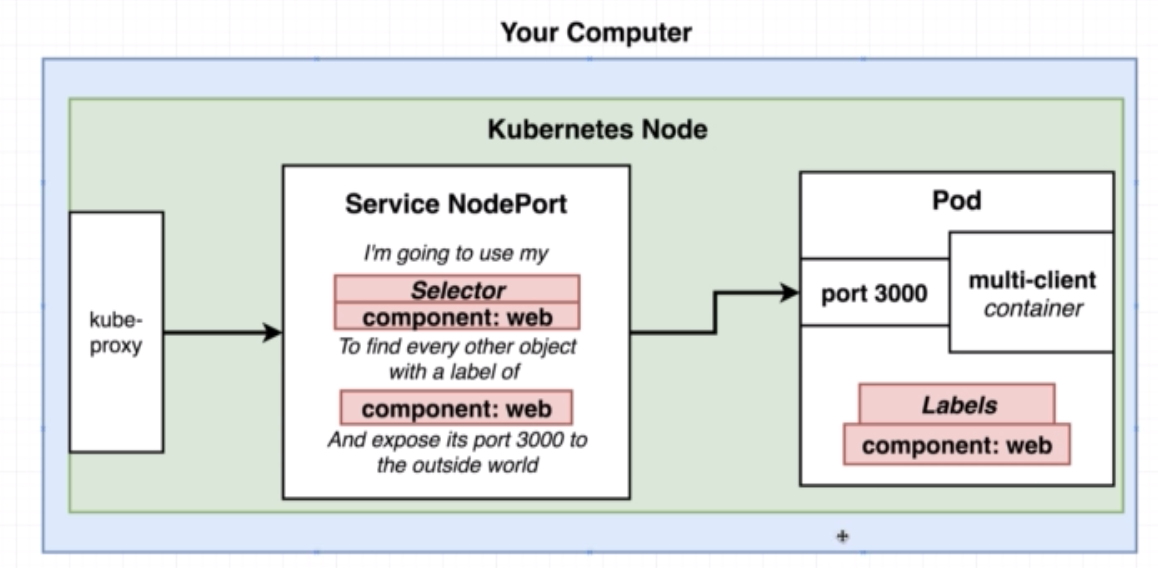 Your Computer
Kubernetes Node
kube-
proxy
Service NodePort
I'm going to use my
Selector
component: web
To find every other object
with a label of
component: web
And expose its port 3000 to
the outside world
Pod
port 3000
multi-client
container
Labels
component: web